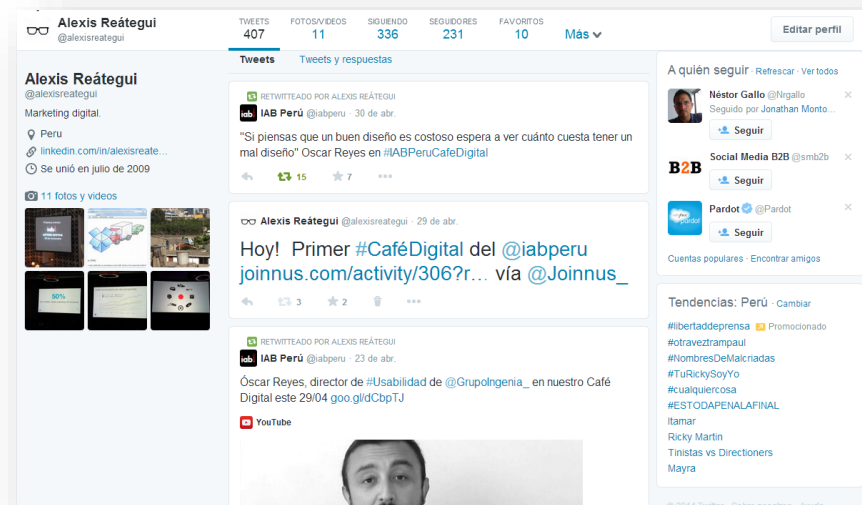 Alexis Reátegui
@alexisreategui
TWEETS
407
FOTOS/VIDEOS
11
SIGUIENDO
336
SEGUIDORES
231
FAVORITOS
10
Más
Editar perfil
Alexis Reátegui
@alexisreategui
Marketing digital.
Peru
linkedin.com/in/alexisreate...
Se unió en julio de 2009
11 fotos y videos
50%
Tweets
Tweets y respuestas
RETWITTEADO POR ALEXIS REÁTEGUI
iab IAB Perú @iabperu · 30 de abr.
"Si piensas que un buen diseño es costoso espera a ver cuánto cuesta tener un
mal diseño" Oscar Reyes en #IABPeruCafeDigital
15
7
Alexis Reátegui @alexisreategui · 29 de abr.
Hoy! Primer #CaféDigital del @iabperu
joinnus.com/activity/306?r... vía @Joinnus_
3
2
RETWITTEADO POR ALEXIS REÁTEGUI
iab IAB Perú @iabperu · 23 de abr.
Óscar Reyes, director de #Usabilidad de @GrupoIngenia_ en nuestro Café
Digital este 29/04 goo.gl/dCbpTJ
YouTube
A quién seguir · Refrescar · Ver todos
Néstor Gallo @Nrgallo
Seguido por Jonathan Monto...
Seguir
B2B
Social Media B2B @smb2b
Seguir
pardot
Pardot @Pardot
Seguir
Cuentas populares · Encontrar amigos
Tendencias: Perú · Cambiar
#libertaddeprensa Promocionado
#otraveztrampaul
#NombresDeMalcriadas
#TuRickySoyYo
#cualquiercosa
#ESTODAPENALAFINAL
Itamar
Ricky Martin
Tinistas vs Directioners
Mayra